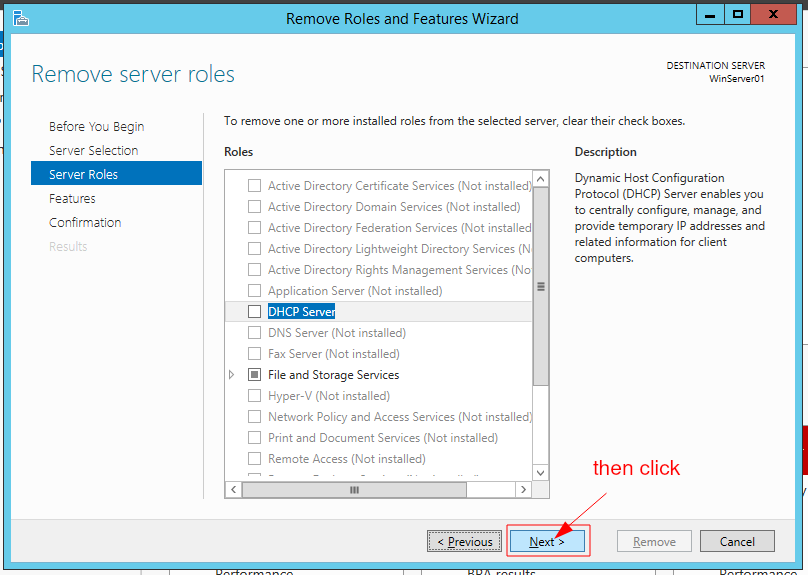 Remove Roles and Features Wizard
Remove server roles
DESTINATION SERVER
WinServer01
Before You Begin
Server Selection
Server Roles
Features
Confirmation
Results
To remove one or more installed roles from the selected server, clear their check boxes.
Roles
Active Directory Certificate Services (Not installed)
Active Directory Domain Services (Not installed)
Active Directory Federation Services (Not installed
Active Directory Lightweight Directory Services (N
Active Directory Rights Management Services (No
Application Server (Not installed)
DHCP Server
DNS Server (Not installed)
Fax Server (Not installed)
File and Storage Services
Hyper-V (Not installed)
Network Policy and Access Services (Not installed)
Print and Document Services (Not installed)
Remote Access (Not installed)
Description
Dynamic Host Configuration
Protocol (DHCP) Server enables you
to centrally configure, manage, and
provide temporary IP addresses and
related information for client
computers.
then click
< Previous
Next >
Remove
Cancel
Performance
BPA results
Performance